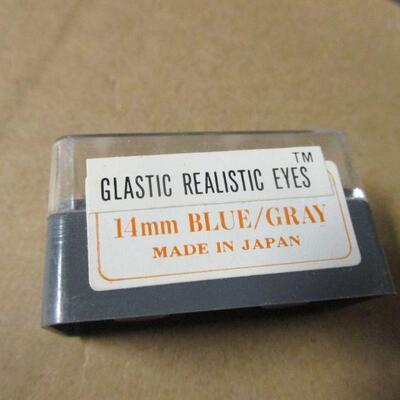 GLASTIC REALISTIC EYES™
14mm BLUE/GRAY
MADE IN JAPAN